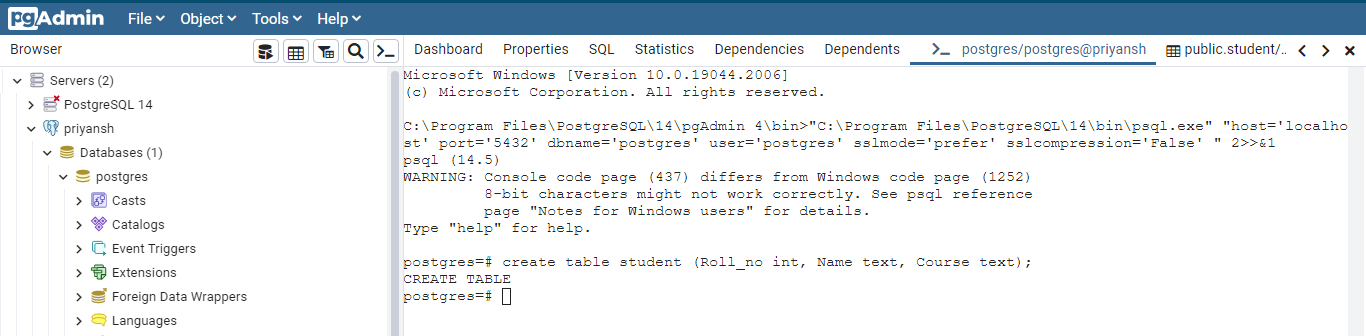 pgAdmin File Object Tools Help
Browser
Dashboard Properties SQL Statistics Dependencies Dependents postgres/postgres@priyansh public.student/..
Servers (2)
PostgreSQL 14
priyansh
Databases (1)
postgres
Casts
Catalogs
Event Triggers
Extensions
Foreign Data Wrappers
Languages
Microsoft Windows [Version 10.0.19044.2006]
(c) Microsoft Corporation. All rights reserved.
C:\Program Files\PostgreSQL\14\pgAdmin 4\bin>"C:\Program Files\PostgreSQL\14\bin\psql.exe" "host='localho
st' port='5432' dbname='postgres' user='postgres' sslmode='prefer' sslcompression='False' " 2>>&1
psql (14.5)
WARNING: Console code page (437) differs from Windows code page (1252)
8-bit characters might not work correctly. See psql reference
page "Notes for Windows users" for details.
Type "help" for help.
postgres=# create table student (Roll_no int, Name text, Course text);
CREATE TABLE
postgres=#